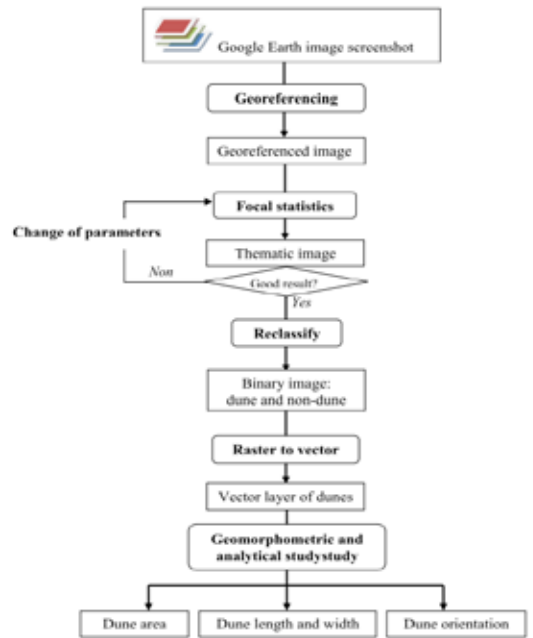 Google Earth image screenshot
Georeferencing
Georeferenced image
Focal statistics
Change of parameters
Thematic image
Non
Good result?
Yes
Reclassify
Binary image:
dune and non-dune
Raster to vector
Vector layer of dunes
Geomorphometric and
analytical studystudy
Dune area
Dune length and width
Dune orientation